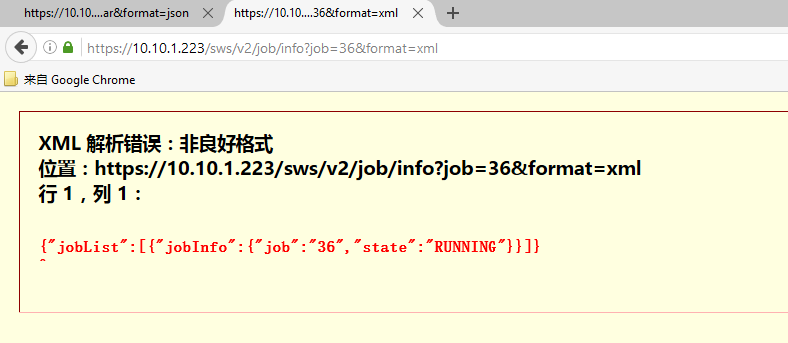 https://10.10....ar&format=json
https://10.10....36&format=xml
https://10.10.1.223/sws/v2/job/info?job=36&format=xml
来自 Google Chrome
XML 解析错误：非良好格式
位置：https://10.10.1.223/sws/v2/job/info?job=36&format=xml
行 1，列 1：
{"jobList":[{"jobInfo":{"job":"36","state":"RUNNING"}}]}
^